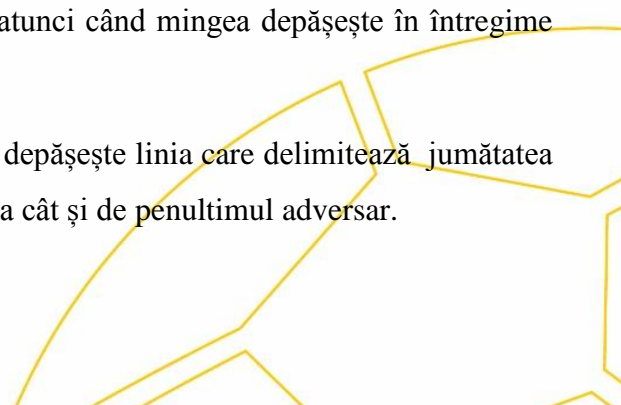 atunci când mingea depășește în întregime
depășește linia care delimitează jumătatea
a cât și de penultimul adversar.